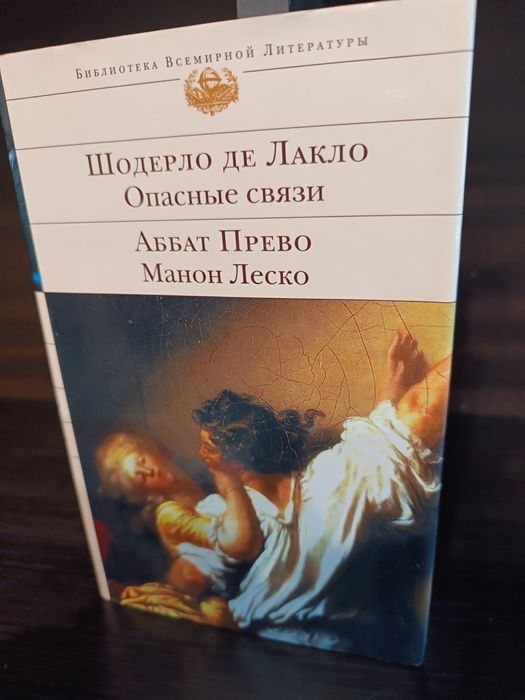 Библиотека Всемирной Литературы
Шодерло де Лакло
Опасные связи
Аббат Прево
Манон Леско